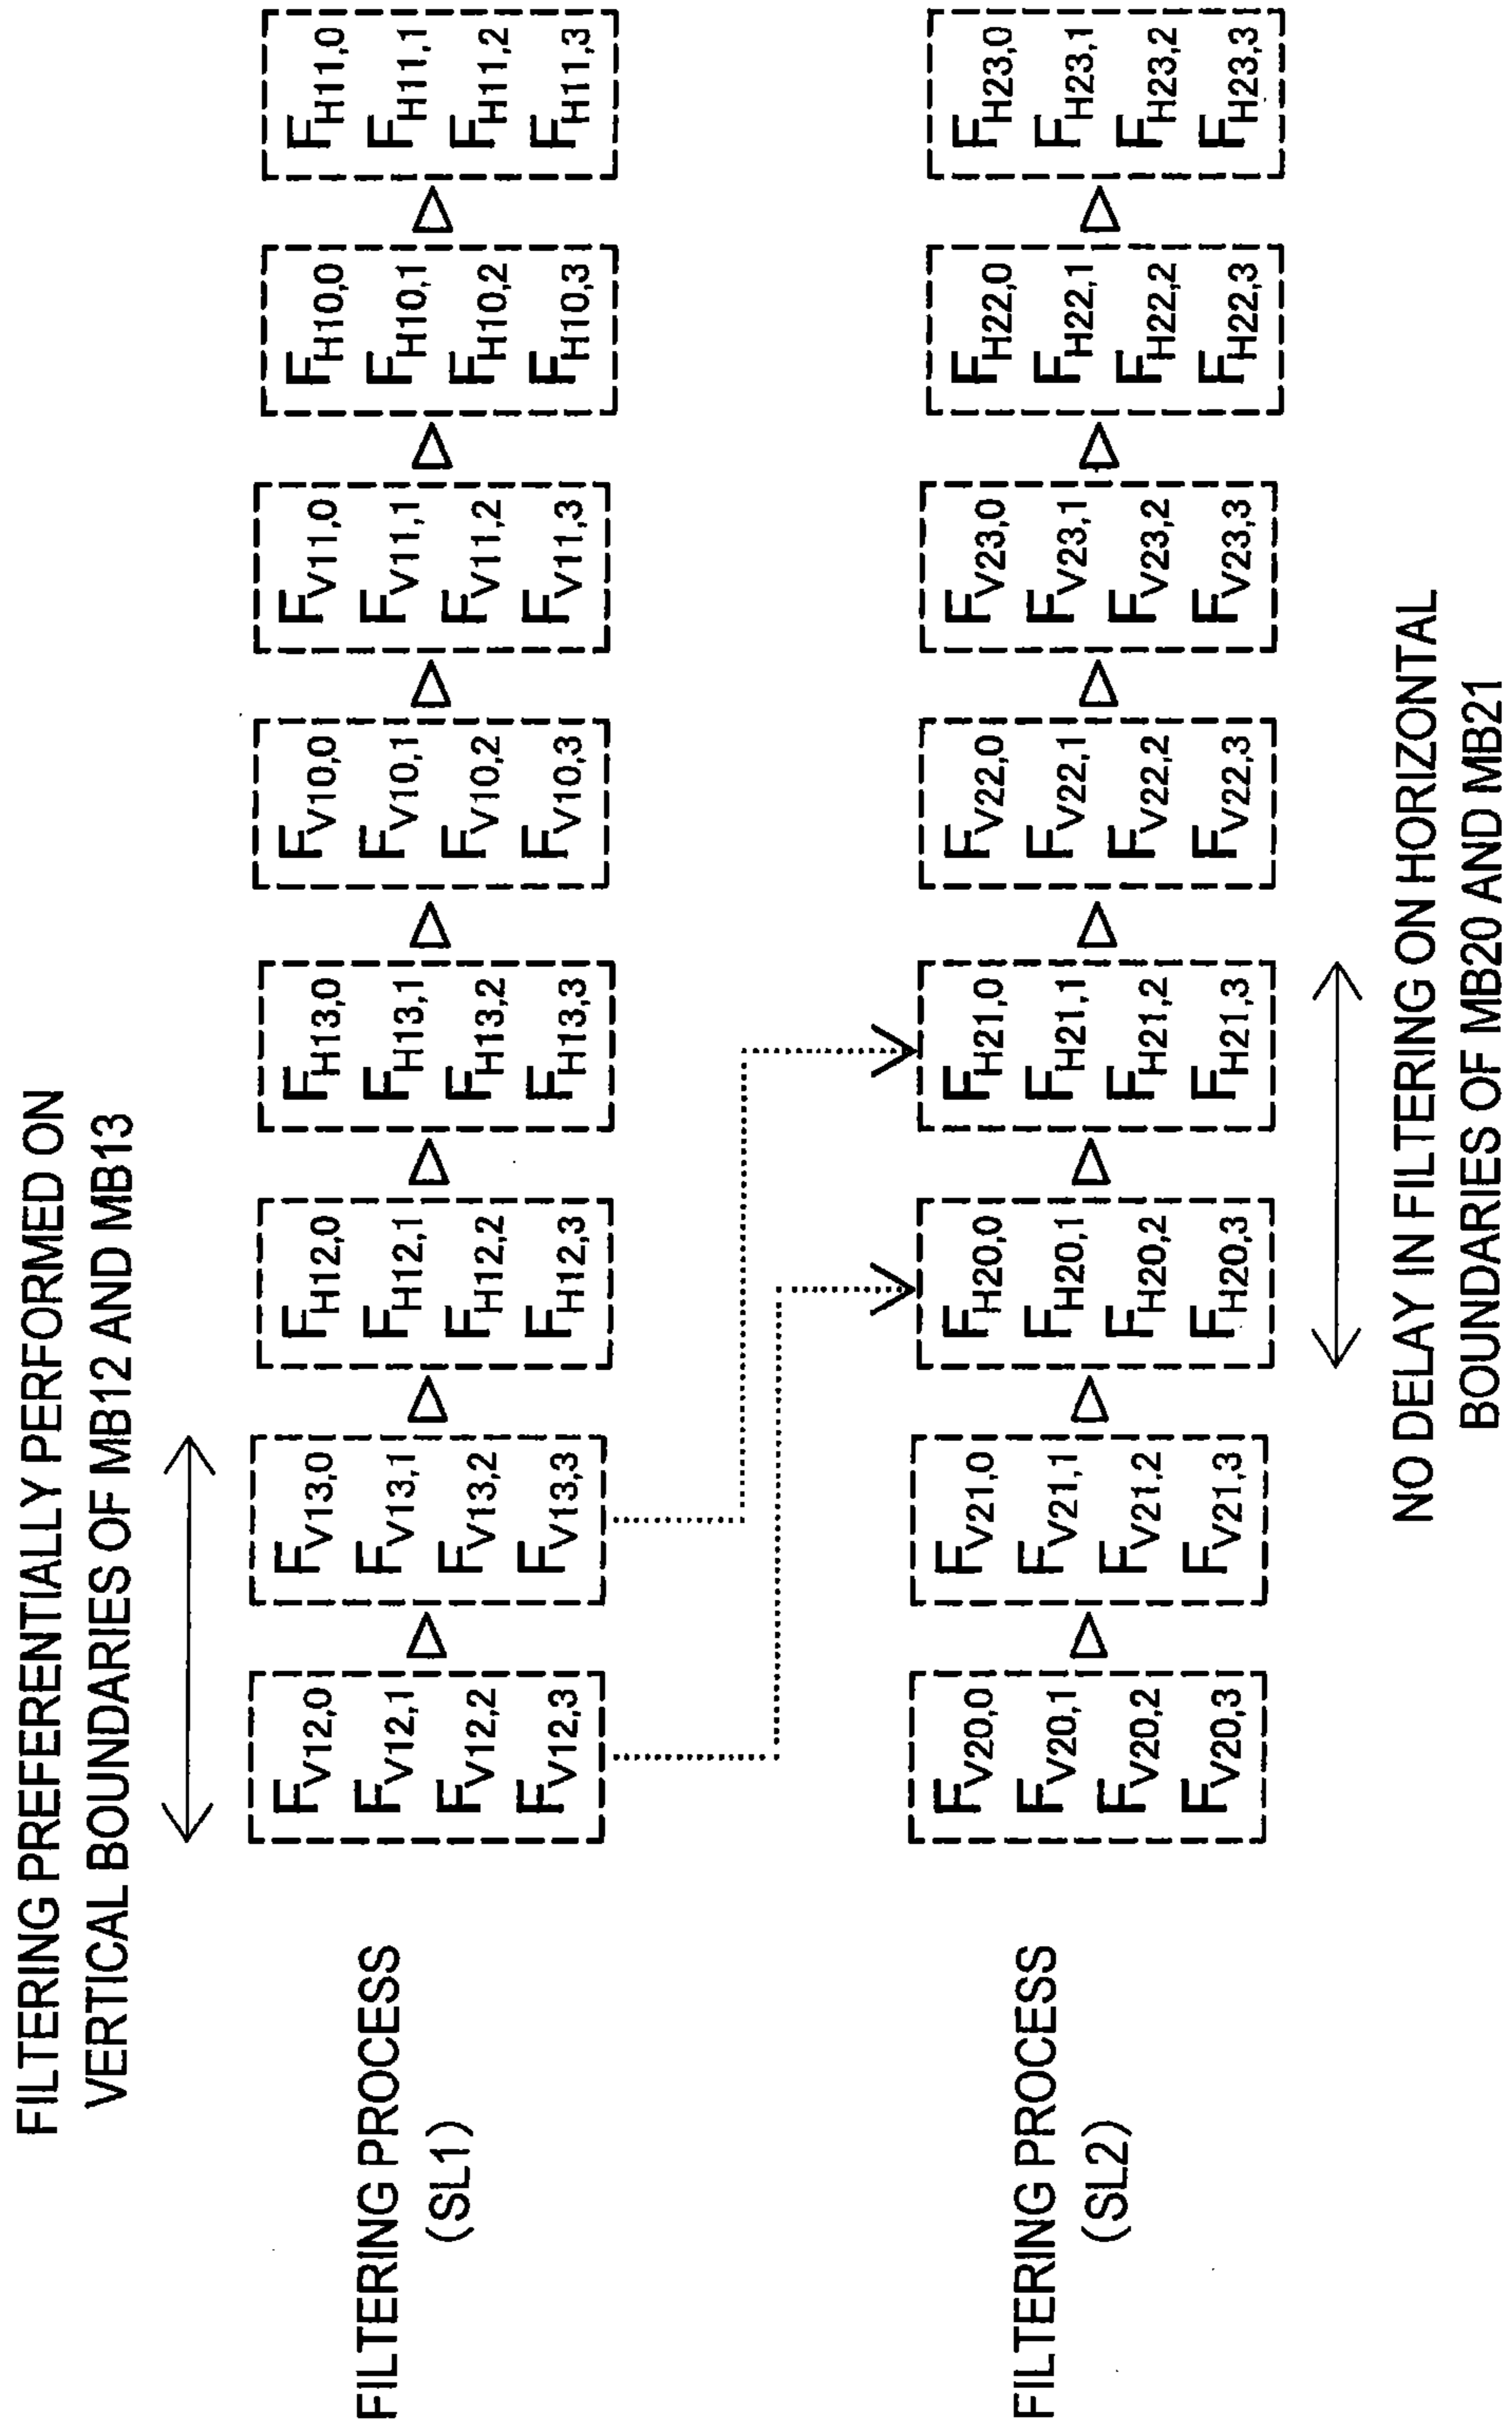 FILTERING PREFERENTIALLY PERFORMED ON
VERTICAL BOUNDARIES OF MB12 AND MB13
FILTERING PROCESS
(SL1)
FV12,0 FV13,0 FH12,0 FH13,0 FV10,0 FV11,0 FH10,0 FH11,0
FV12,1 FV13,1 FH12,1 FH13,1 FV10,1 FV11,1 FH10,1 FH11,1
FV12,2 FV13,2 FH12,2 FH13,2 FV10,2 FV11,2 FH10,2 FH11,2
FV12,3 FV13,3 FH12,3 FH13,3 FV10,3 FV11,3 FH10,3 FH11,3
FILTERING PROCESS
(SL2)
FV20,0 FV21,0 FH20,0 FH21,0 FV22,0 FV23,0 FH22,0 FH23,0
FV20,1 FV21,1 FH20,1 FH21,1 FV22,1 FV23,1 FH22,1 FH23,1
FV20,2 FV21,2 FH20,2 FH21,2 FV22,2 FV23,2 FH22,2 FH23,2
FV20,3 FV21,3 FH20,3 FH21,3 FV22,3 FV23,3 FH22,3 FH23,3
NO DELAY IN FILTERING ON HORIZONTAL
BOUNDARIES OF MB20 AND MB21